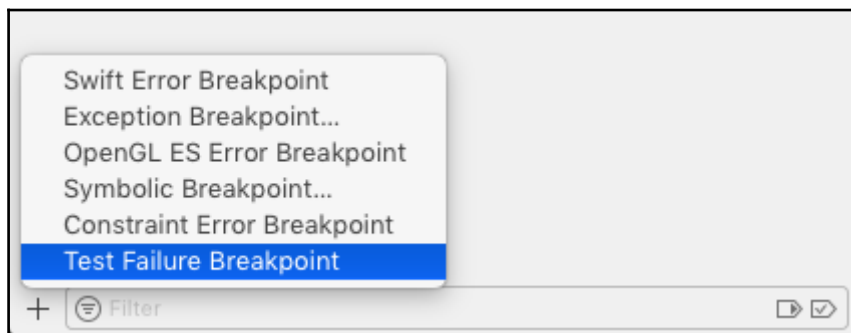 Swift Error Breakpoint
Exception Breakpoint...
OpenGL ES Error Breakpoint
Symbolic Breakpoint...
Constraint Error Breakpoint
Test Failure Breakpoint
Filter